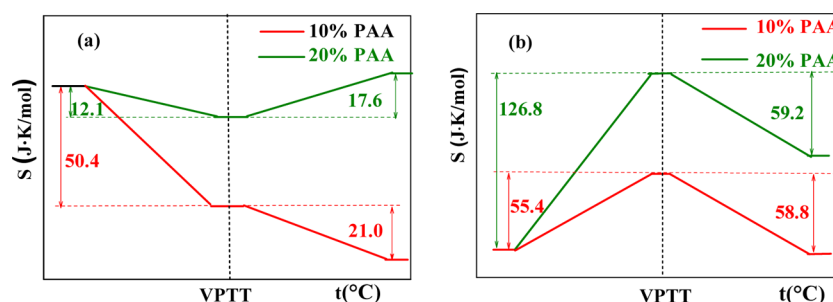 (a)
10% PAA
20% PAA
S (J·K/mol)
12.1
17.6
50.4
21.0
VPTT
t(°C)
(b)
10% PAA
20% PAA
S (J·K/mol)
126.8
59.2
55.4
58.8
VPTT
t(°C)